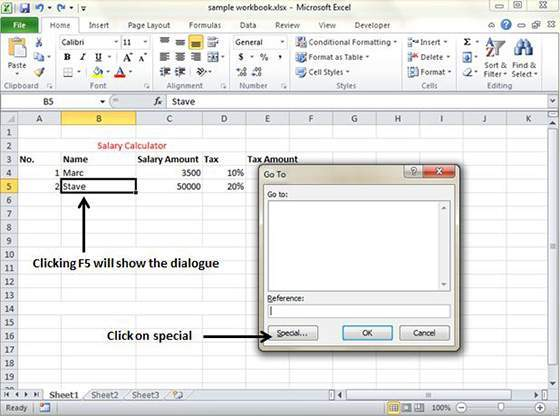 sample workbook.xlsx - Microsoft Excel
File Home Insert Page Layout Formulas Data Review View
Calibri 11 General Conditional Formatting Insert Σ
Paste B I U A A $ % , Format as Table Delete Sort & Find &
Cell Styles Format Filter Select
Clipboard Font Alignment Number Styles Cells Editing
B5 fx Stave
A B C D E F G H I J K
1
2 Salary Calculator
3 No. Name Salary Amount Tax Tax Amount
4 1 Marc 3500 10%
5 2 Stave 50000 20%
6
7
8
9
10
11
12
13
14
15
16
17
18
19
20
Clicking F5 will show the dialogue
Click on special
Go To
Go to:
Reference:
Special... OK Cancel
Sheet1 Sheet2 Sheet3
Ready 100%